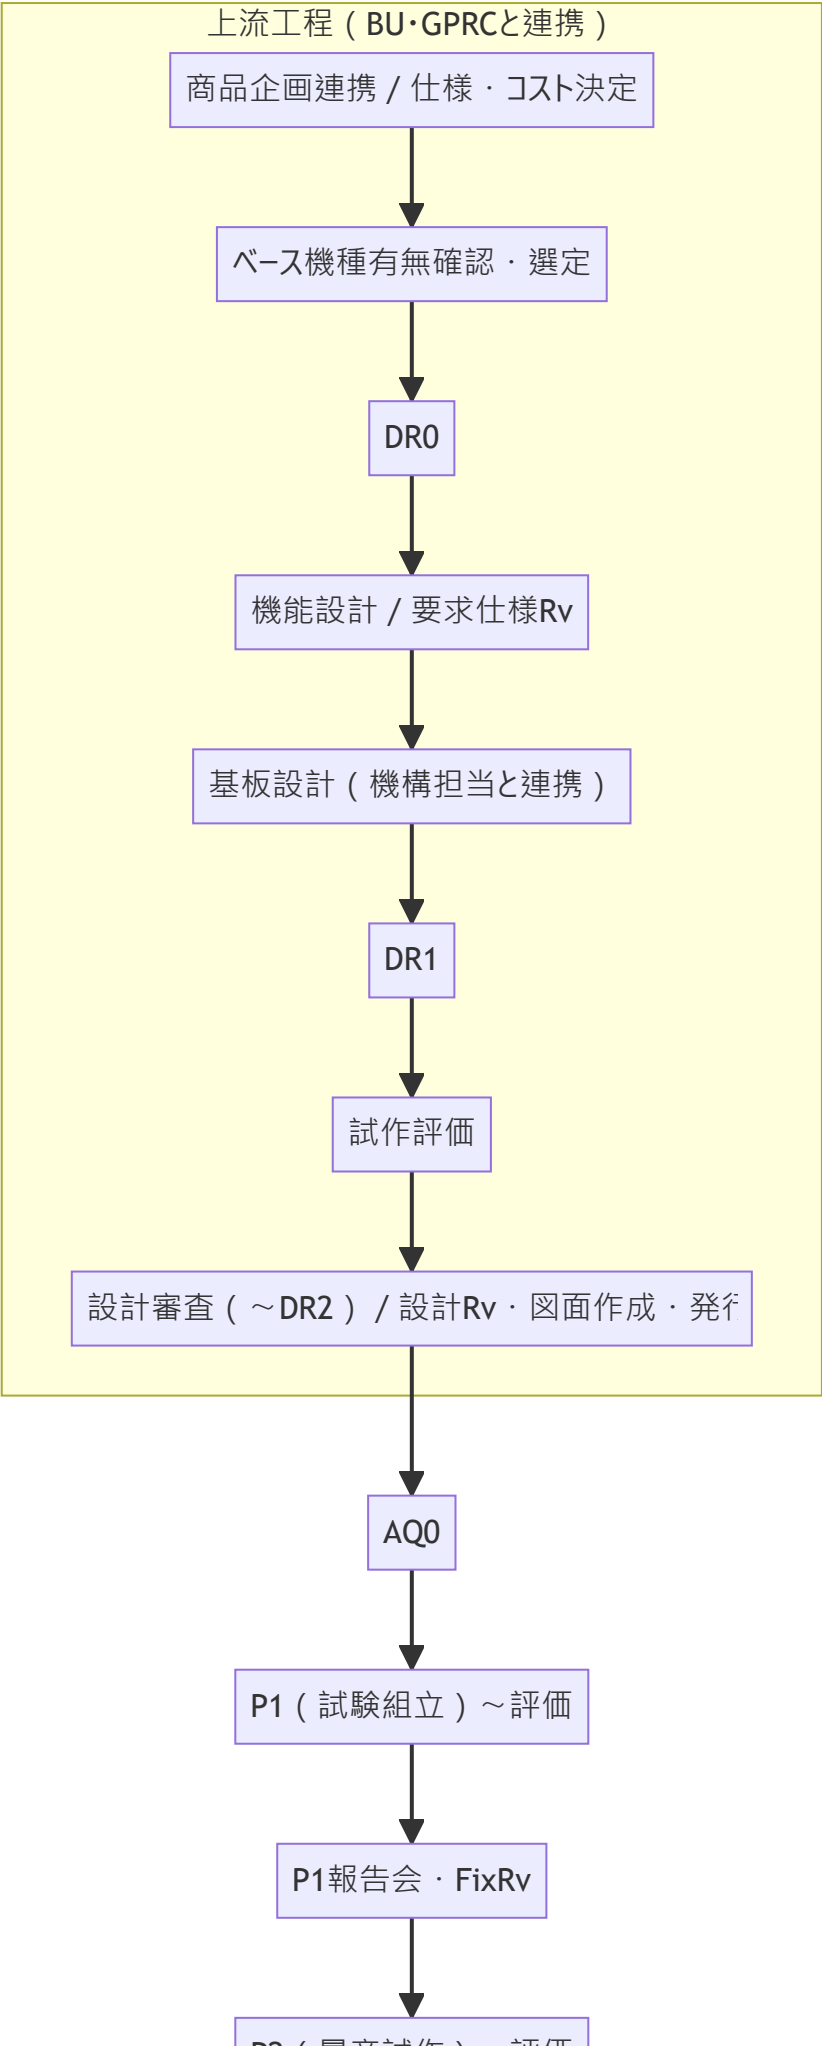 上流工程（BU・GPRCと連携）
商品企画連携 / 仕様・コスト決定
ベース機種有無確認・選定
DR0
機能設計 / 要求仕様Rv
基板設計（機構担当と連携）
DR1
試作評価
設計審査（～DR2） / 設計Rv・図面作成・発行
AQ0
P1（試験組立）～評価
P1報告会・FixRv